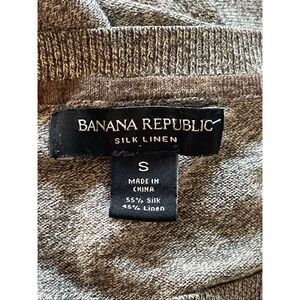 BANANA REPUBLIC
SILK LINEN
S
MADE IN
CHINA
55% Silk
45% Linen